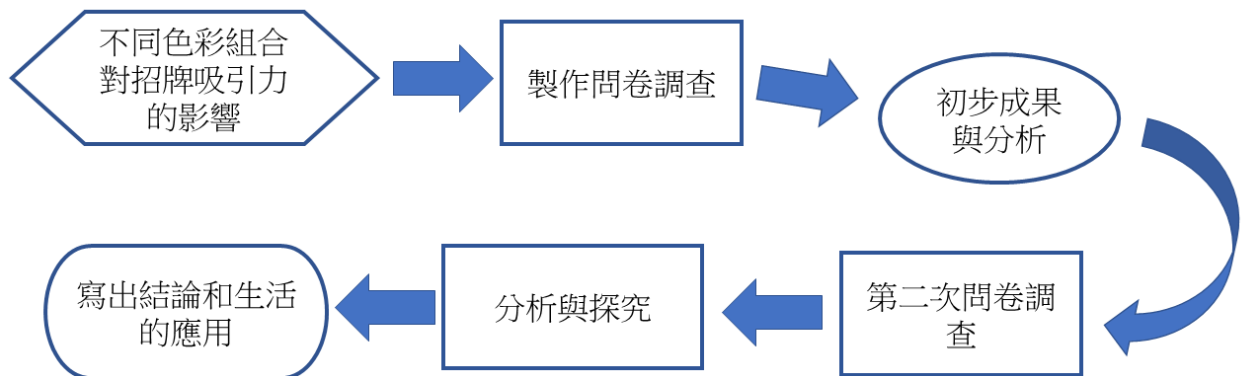 不同色彩組合
對招牌吸引力
的影響
製作問卷調查
初步成果
與分析
第二次問卷調
查
分析與探究
寫出結論和生活
的應用